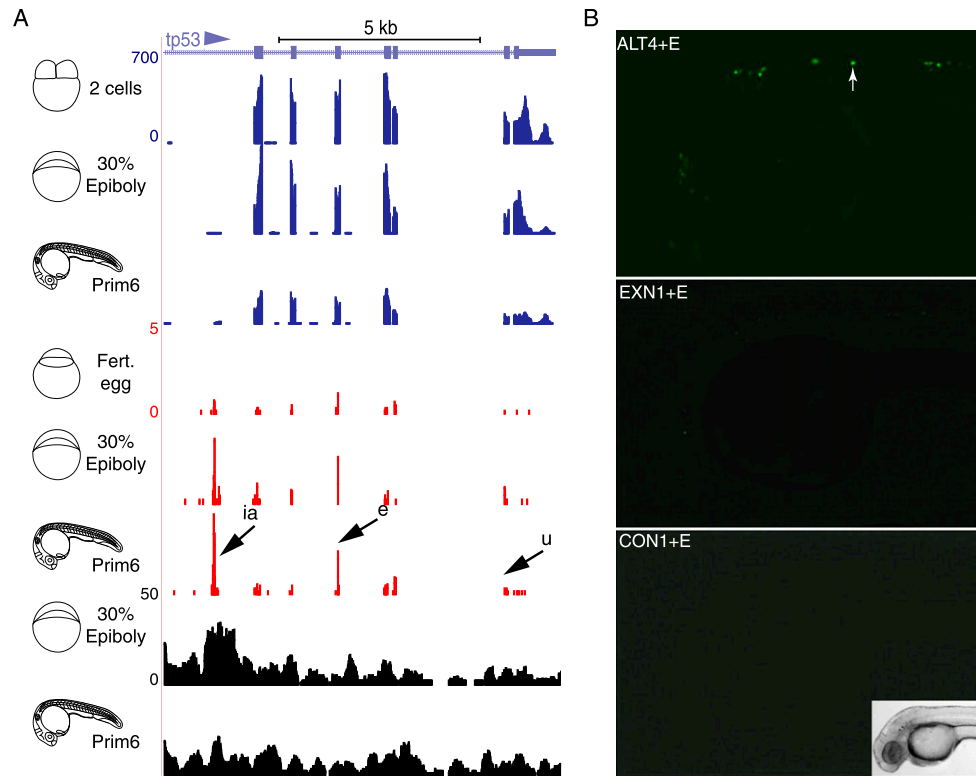 A
B
5 kb
tp53
700
2 cells
0
30%
Epiboly
Prim6
5
Fert.
egg
0
30%
Epiboly
ia
e
u
Prim6
50
30%
Epiboly
0
Prim6
ALT4+E
EXN1+E
CON1+E